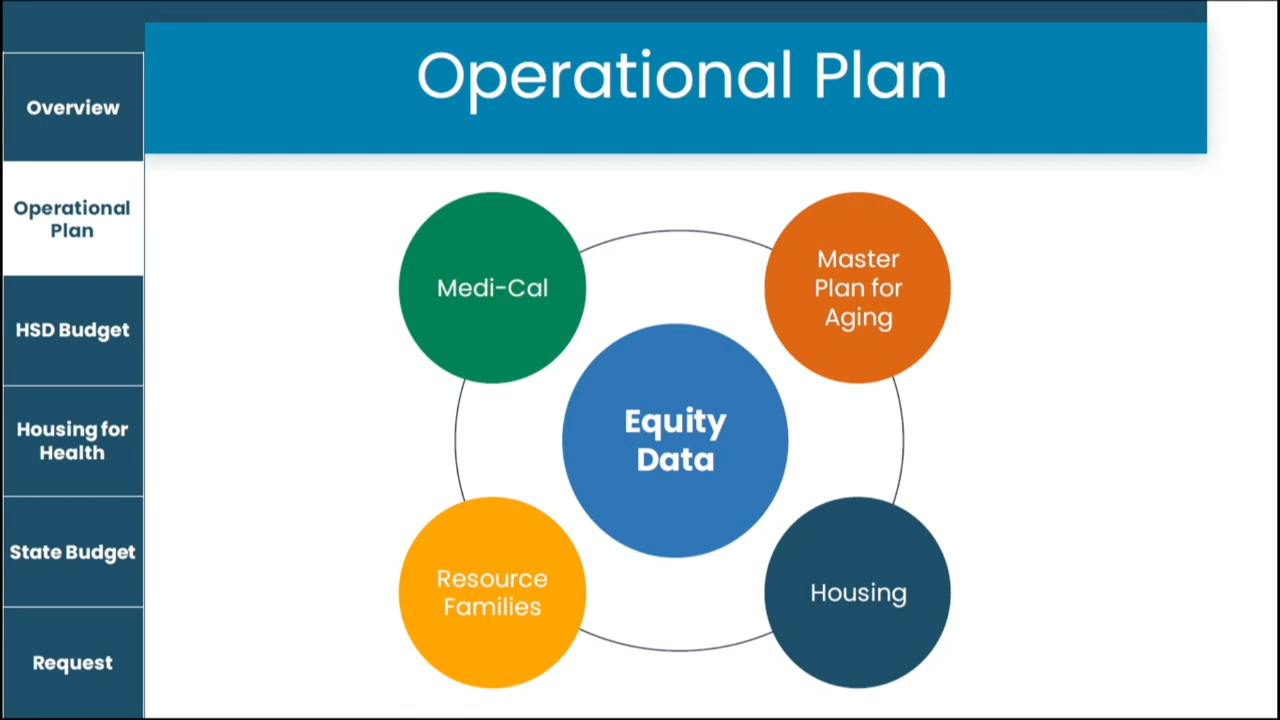 Operational Plan
Overview
Operational
Plan
HSD Budget
Housing for
Health
State Budget
Request
Medi-Cal
Master
Plan for
Aging
Equity
Data
Resource
Families
Housing